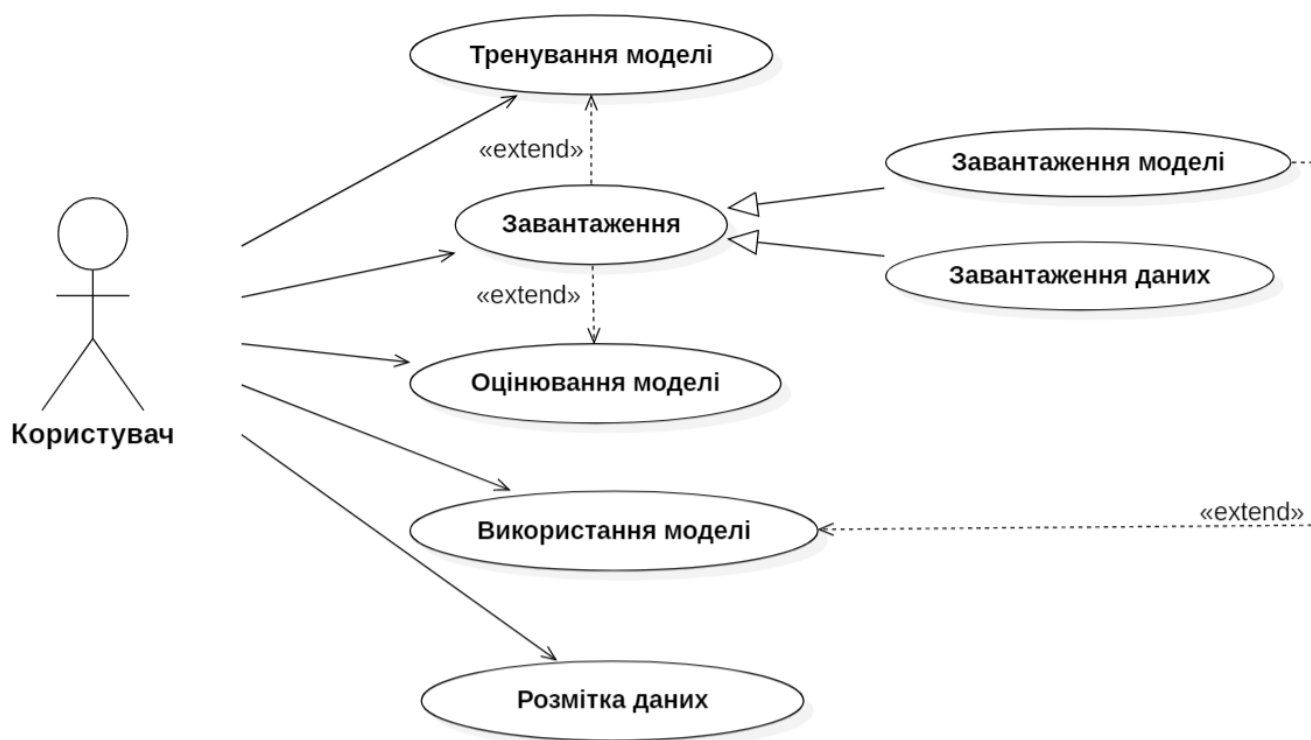 Тренування моделі
«extend»
Завантаження моделі
Завантаження
Завантаження даних
«extend»
Оцінювання моделі
Користувач
«extend»
Використання моделі
Розмітка даних